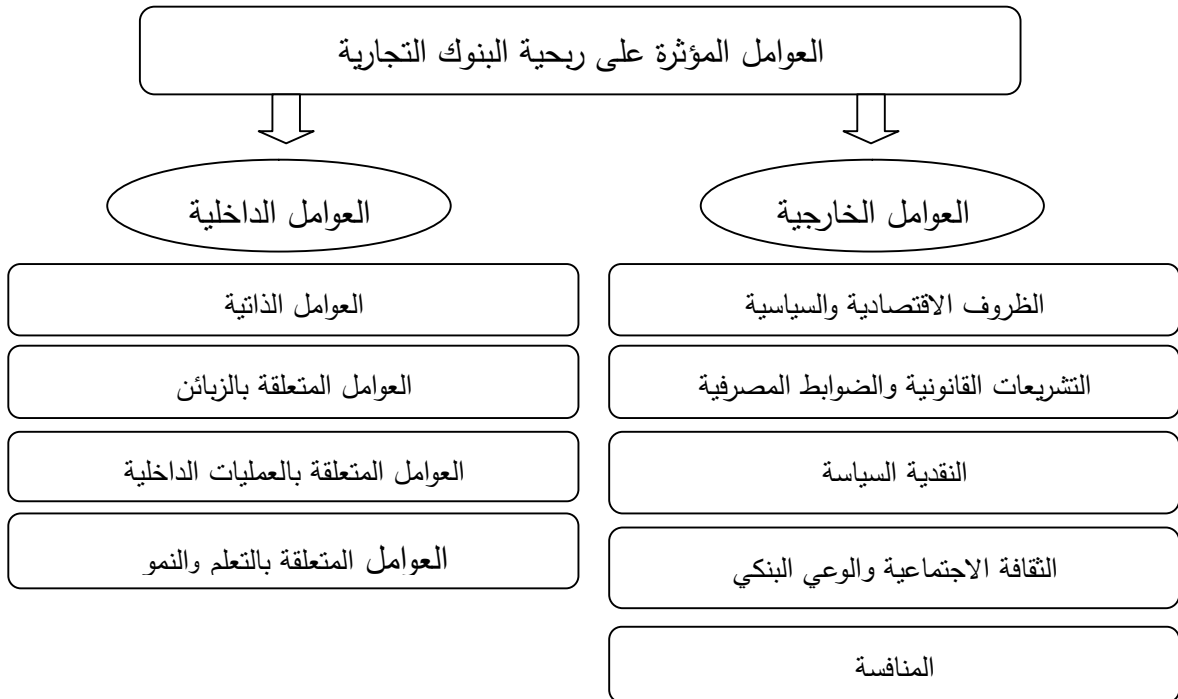 العوامل المؤثرة على ربحية البنوك التجارية
العوامل الخارجية
الظروف الاقتصادية والسياسية
التشريعات القانونية والضوابط المصرفية
النقدية السياسة
الثقافة الاجتماعية والوعي البنكي
المنافسة
العوامل الداخلية
العوامل الذاتية
العوامل المتعلقة بالزبائن
العوامل المتعلقة بالعمليات الداخلية
العوامل المتعلقة بالتعلم والنمو